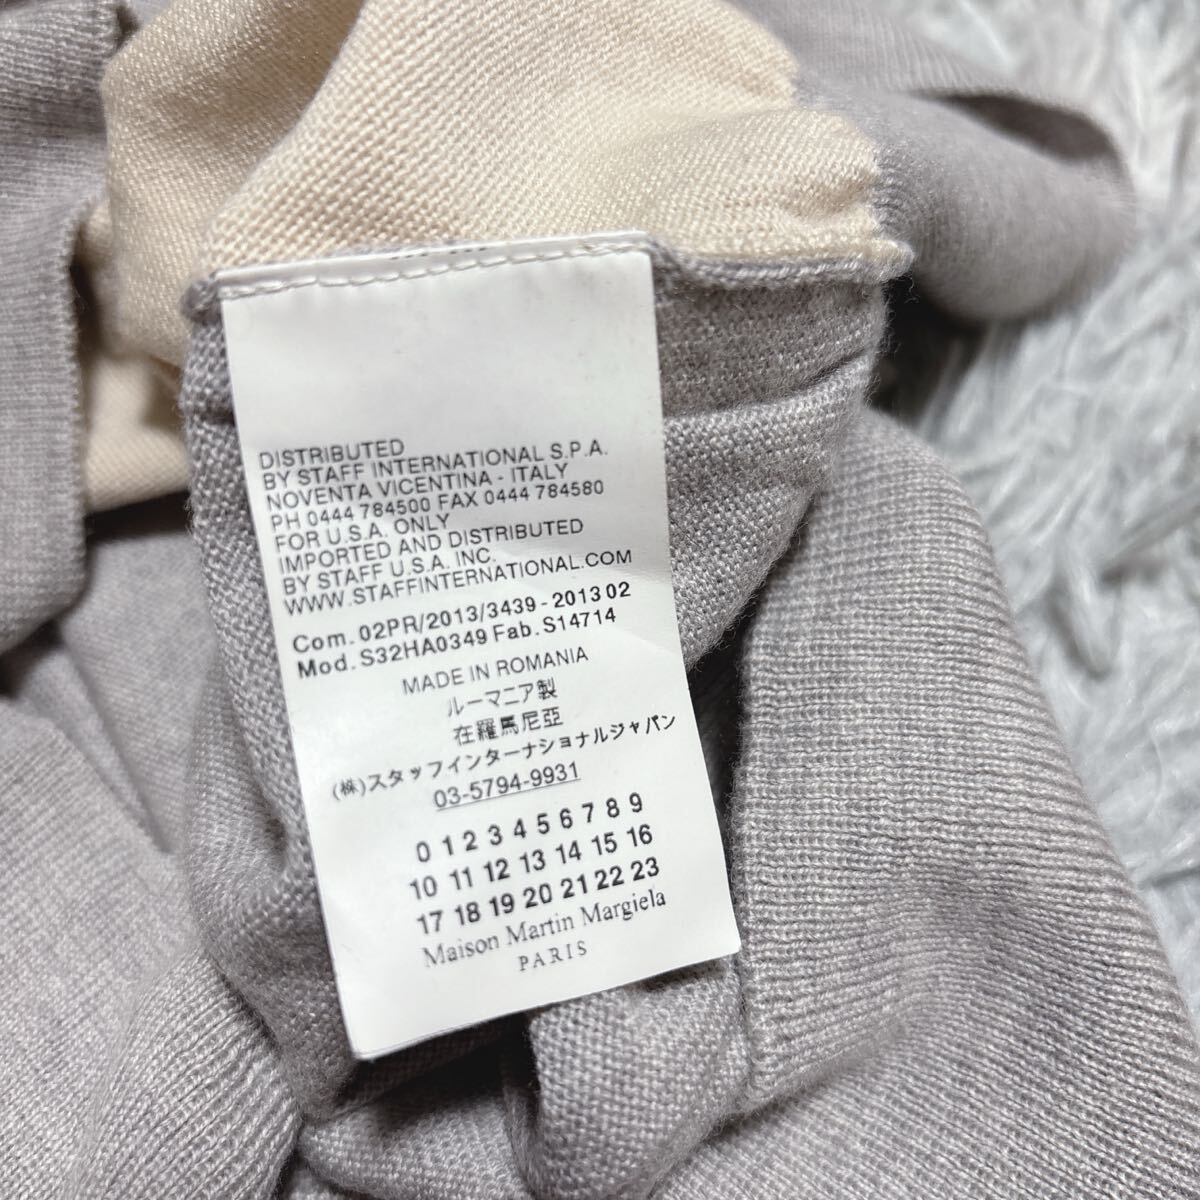 DISTRIBUTED
BY STAFF INTERNATIONAL S.P.A.
NOVENTA VICENTINA - ITALY
PH 0444 784500 FAX 0444 784580
FOR U.S.A. ONLY
IMPORTED AND DISTRIBUTED
BY STAFF U.S.A. INC.
WWW.STAFFINTERNATIONAL.COM
Com. 02PR/2013/3439 - 2013 02
Mod. S32HA0349 Fab. S14714
MADE IN ROMANIA
ルーマニア製
在羅馬尼亞
(株)スタッフインターナショナルジャパン
03-5794-9931
0 1 2 3 4 5 6 7 8 9
10 11 12 13 14 15 16
17 18 19 20 21 22 23
Maison Martin Margiela
PARIS